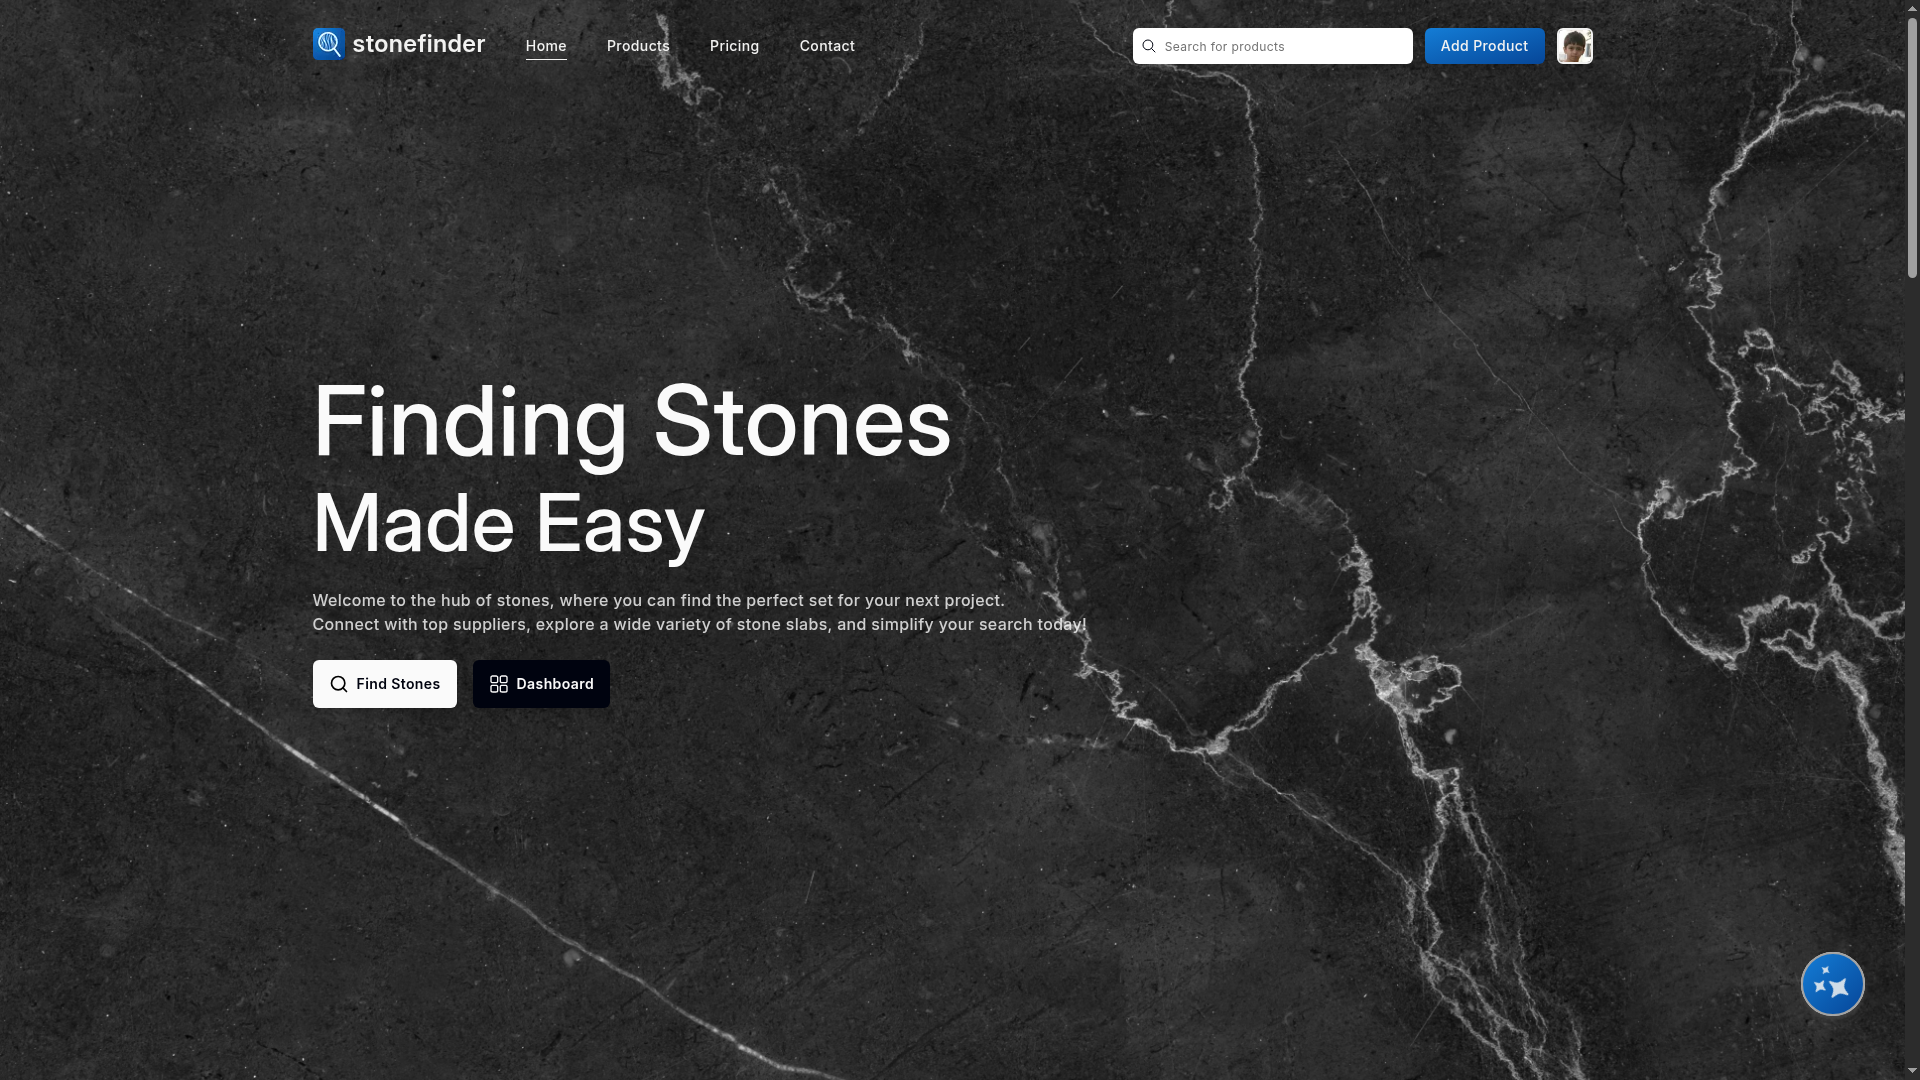 stonefinder
Home
Products
Pricing
Contact
Search for products
Add Product
Finding Stones
Made Easy
Welcome to the hub of stones, where you can find the perfect set for your next project.
Connect with top suppliers, explore a wide variety of stone slabs, and simplify your search today!
Find Stones
Dashboard